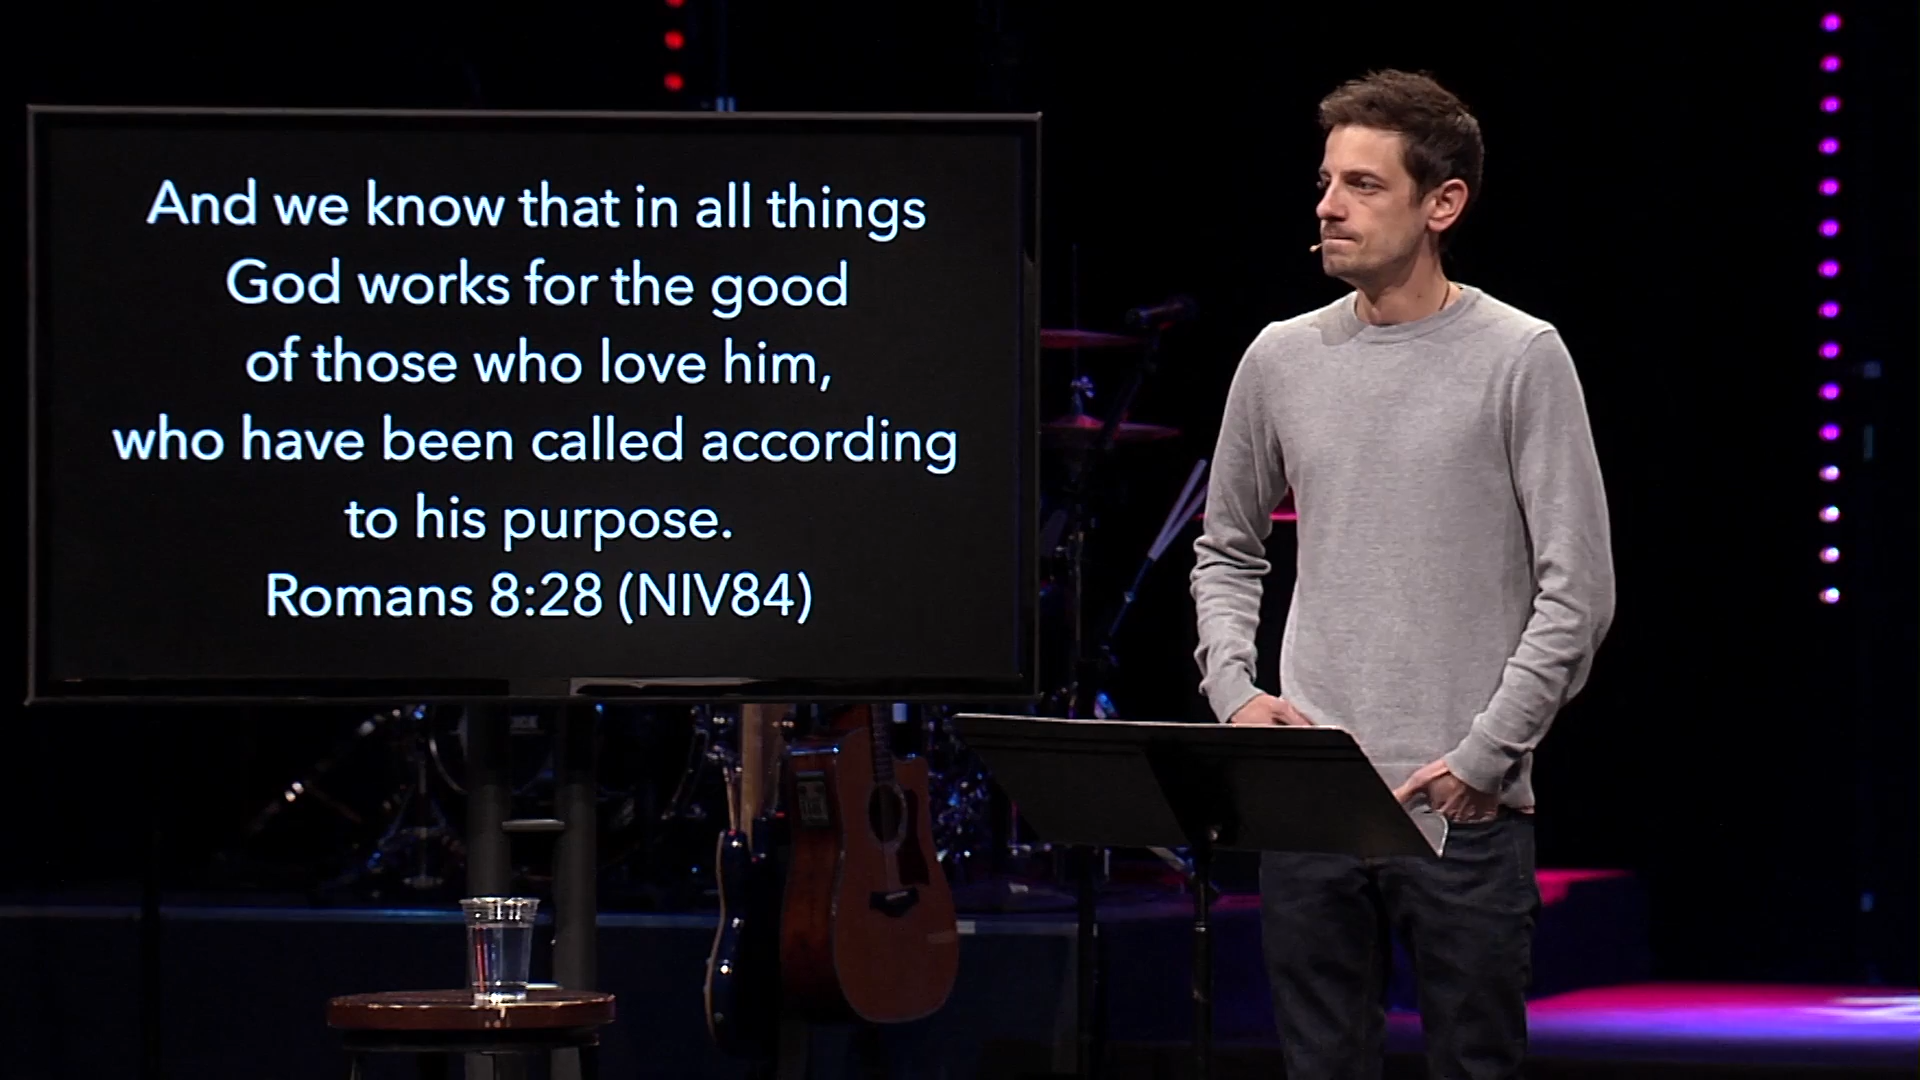 And we know that in all things
God works for the good
of those who love him,
who have been called according
to his purpose.
Romans 8:28 (NIV84)